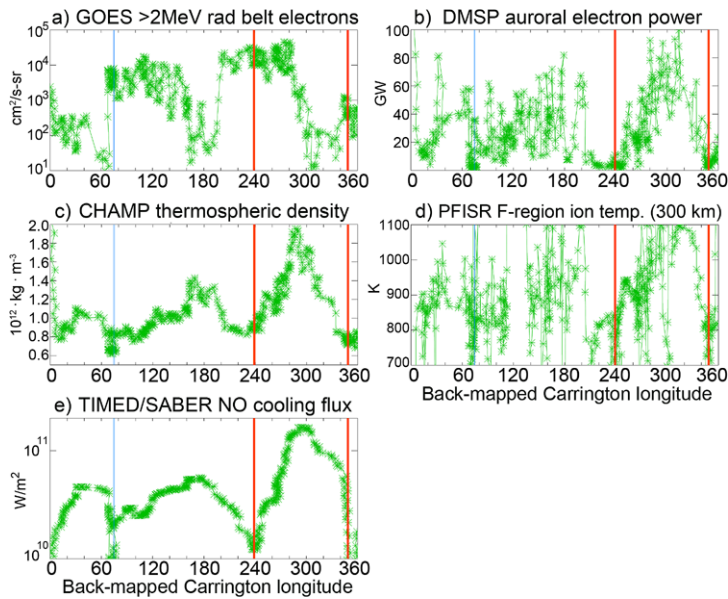 a) GOES >2MeV rad belt electrons
10⁵
10⁴
10³
10²
10¹
cm²/s-sr
0 60 120 180 240 300 360
b) DMSP auroral electron power
100
80
60
40
20
GW
0 60 120 180 240 300 360
c) CHAMP thermospheric density
2.0
1.8
1.6
1.4
1.2
1.0
0.8
0.6
10¹² · kg · m⁻³
0 60 120 180 240 300 360
d) PFISR F-region ion temp. (300 km)
1100
1000
900
800
700
K
0 60 120 180 240 300 360
Back-mapped Carrington longitude
e) TIMED/SABER NO cooling flux
10¹¹
10¹⁰
W/m²
0 60 120 180 240 300 360
Back-mapped Carrington longitude